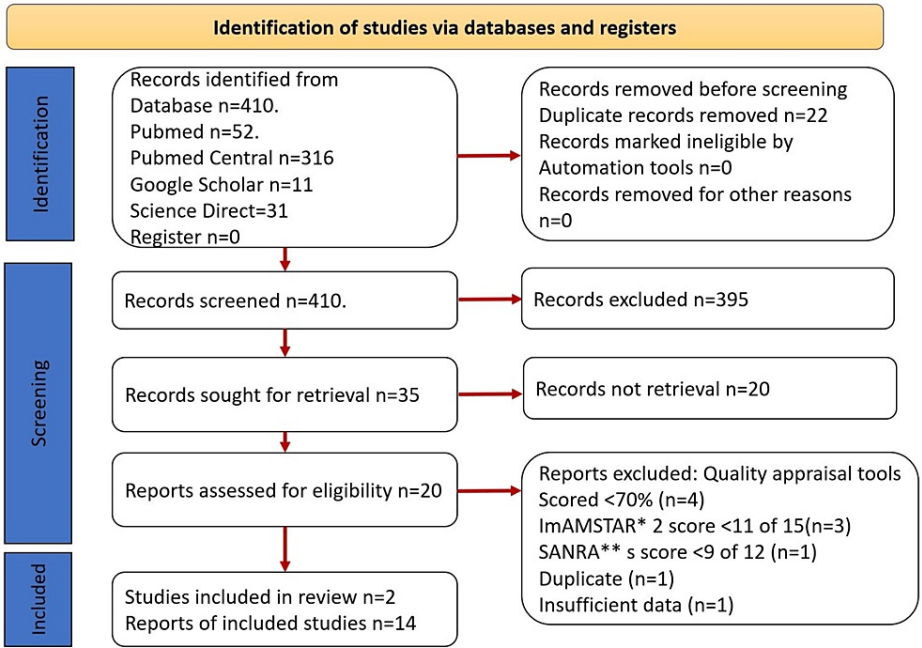 Identification of studies via databases and registers
Identification
Records identified from
Database n=410.
Pubmed n=52.
Pubmed Central n=316
Google Scholar n=11
Science Direct=31
Register n=0
Records removed before screening
Duplicate records removed n=22
Records marked ineligible by
Automation tools n=0
Records removed for other reasons
n=0
Screening
Records screened n=410.
Records excluded n=395
Records sought for retrieval n=35
Records not retrieval n=20
Reports assessed for eligibility n=20
Reports excluded: Quality appraisal tools
Scored <70% (n=4)
ImAMSTAR* 2 score <11 of 15(n=3)
SANRA** s score <9 of 12 (n=1)
Duplicate (n=1)
Insufficient data (n=1)
Included
Studies included in review n=2
Reports of included studies n=14